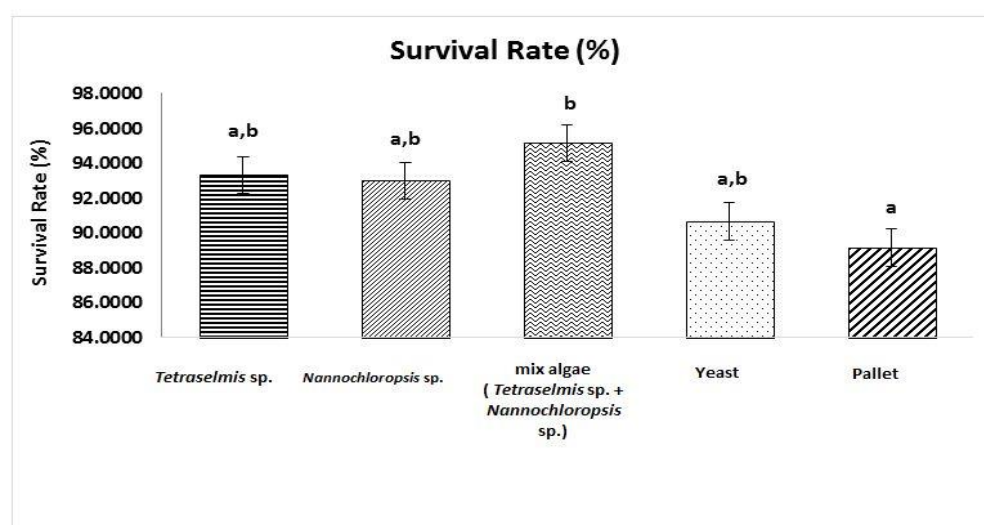 Survival Rate (%)
Survival Rate (%)
98.0000
96.0000
94.0000
92.0000
90.0000
88.0000
86.0000
84.0000
a,b
a,b
b
a,b
a
Tetraselmis sp.
Nannochloropsis sp.
mix algae
( Tetraselmis sp. +
Nannochloropsis
sp.)
Yeast
Pallet